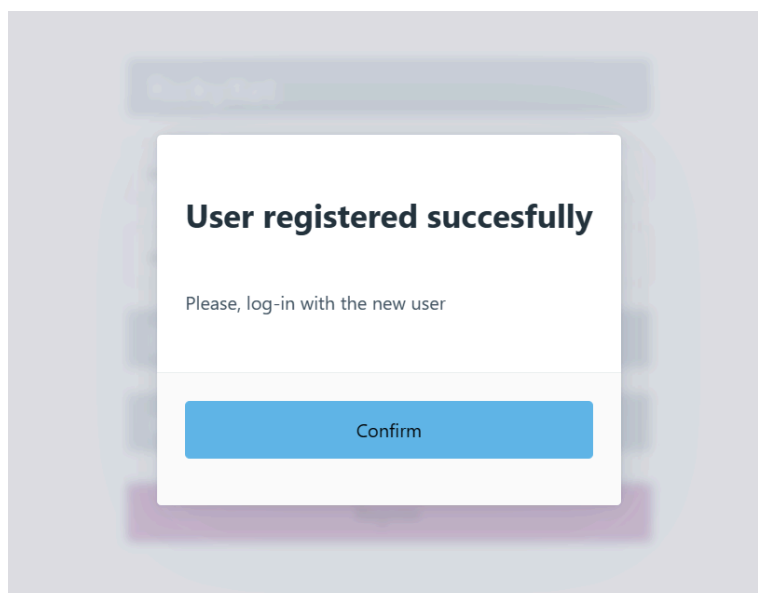 User registered succesfully
Please, log-in with the new user
Confirm